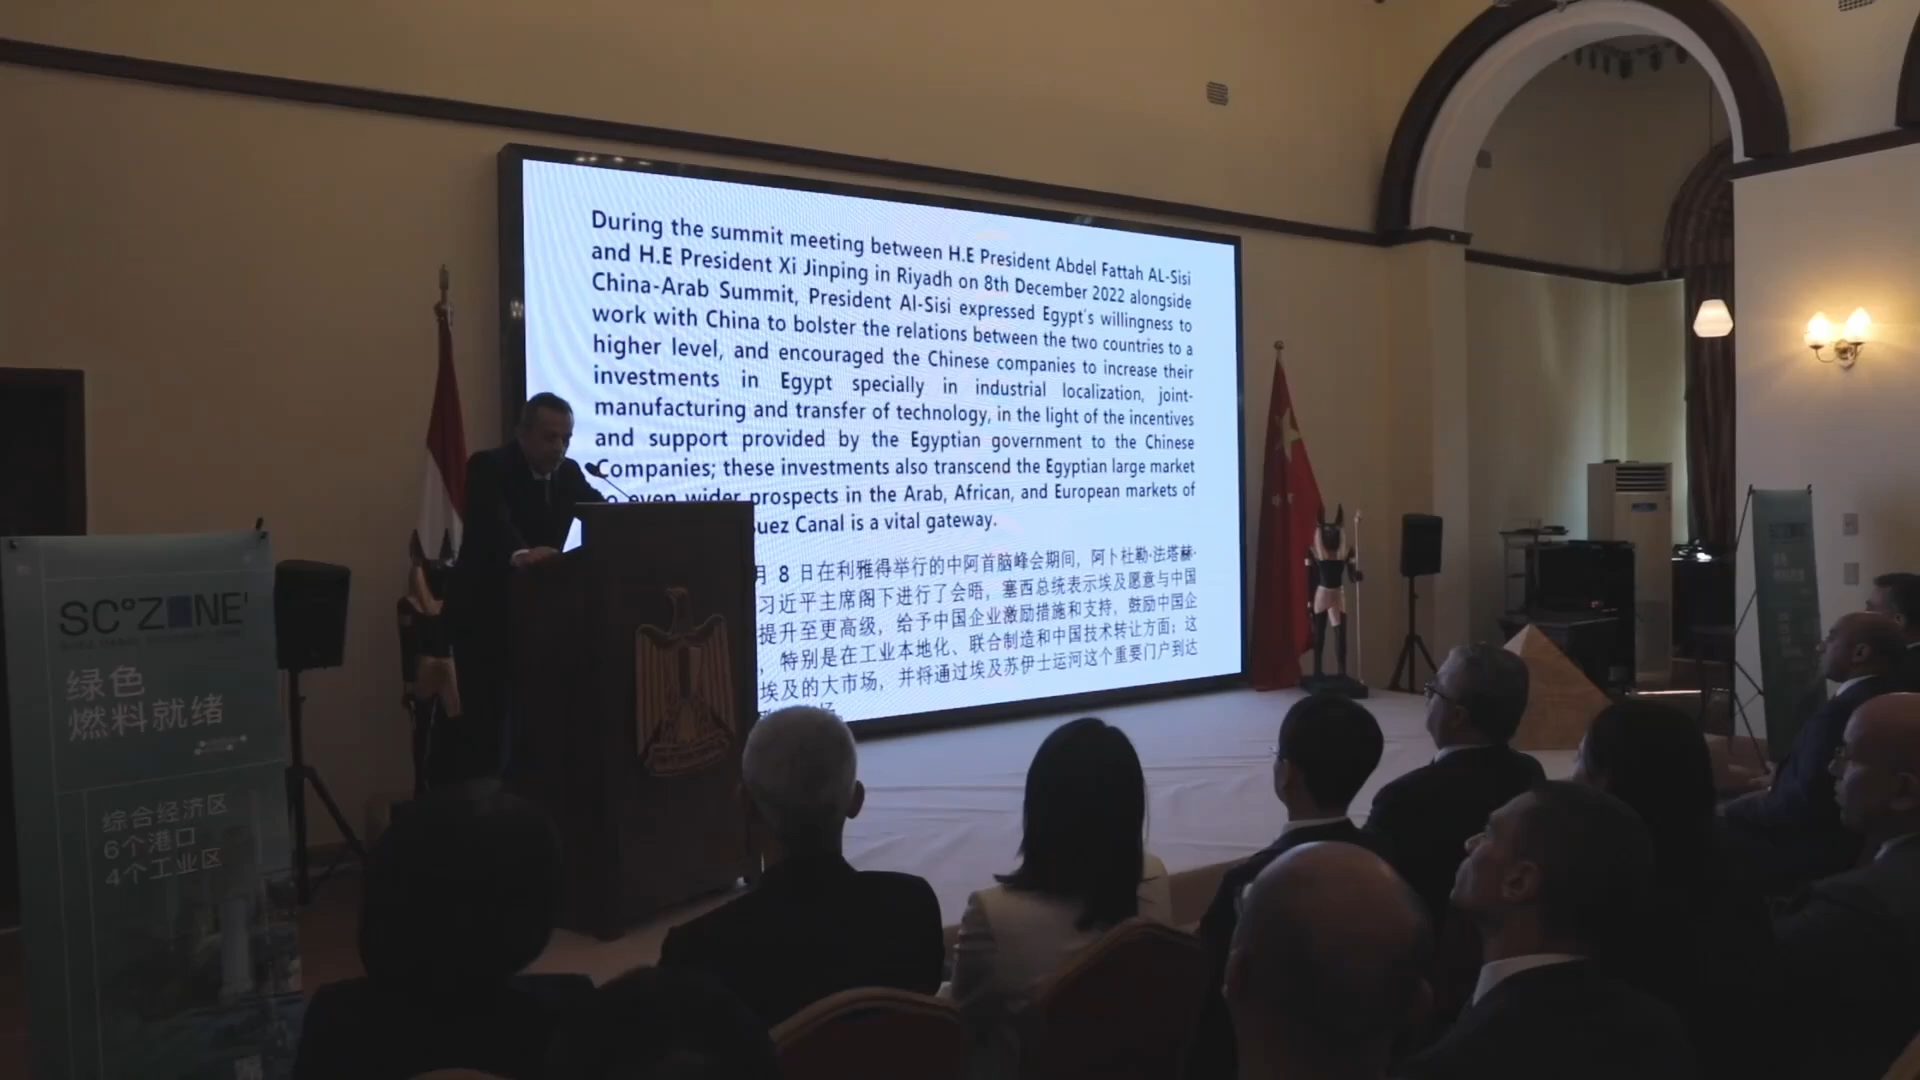 During the summit meeting between H.E President Abdel Fattah AL-Sisi
and H.E President Xi Jinping in Riyadh on 8th December 2022 alongside
China-Arab Summit, President Al-Sisi expressed Egypt's willingness to
work with China to bolster the relations between the two countries to a
higher level, and encouraged the Chinese companies to increase their
investments in Egypt specially in industrial localization, joint-
manufacturing and transfer of technology, in the light of the incentives
and support provided by the Egyptian government to the Chinese
Companies; these investments also transcend the Egyptian large market
even wider prospects in the Arab, African, and European markets of
Canal is a vital gateway.
月 8 日在利雅得举行的中阿首脑峰会期间，阿卜杜勒·法塔赫·
习近平主席阁下进行了会晤，塞西总统表示埃及愿意与中国
提升至更高级，给予中国企业激励措施和支持，鼓励中国企
，特别是在工业本地化、联合制造和中国技术转让方面；这
埃及的大市场，并将通过埃及苏伊士运河这个重要门户到达
SC°ZONE
绿色
燃料就绪
综合经济区
6个港口
4个工业区